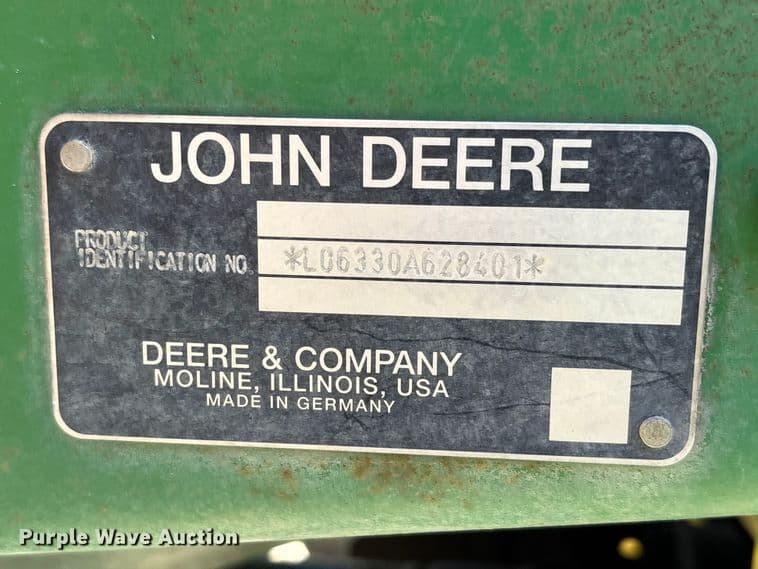 JOHN DEERE
PRODUCT
IDENTIFICATION NO
*L06330A628401*
DEERE & COMPANY
MOLINE, ILLINOIS, USA
MADE IN GERMANY
Purple Wave Auction